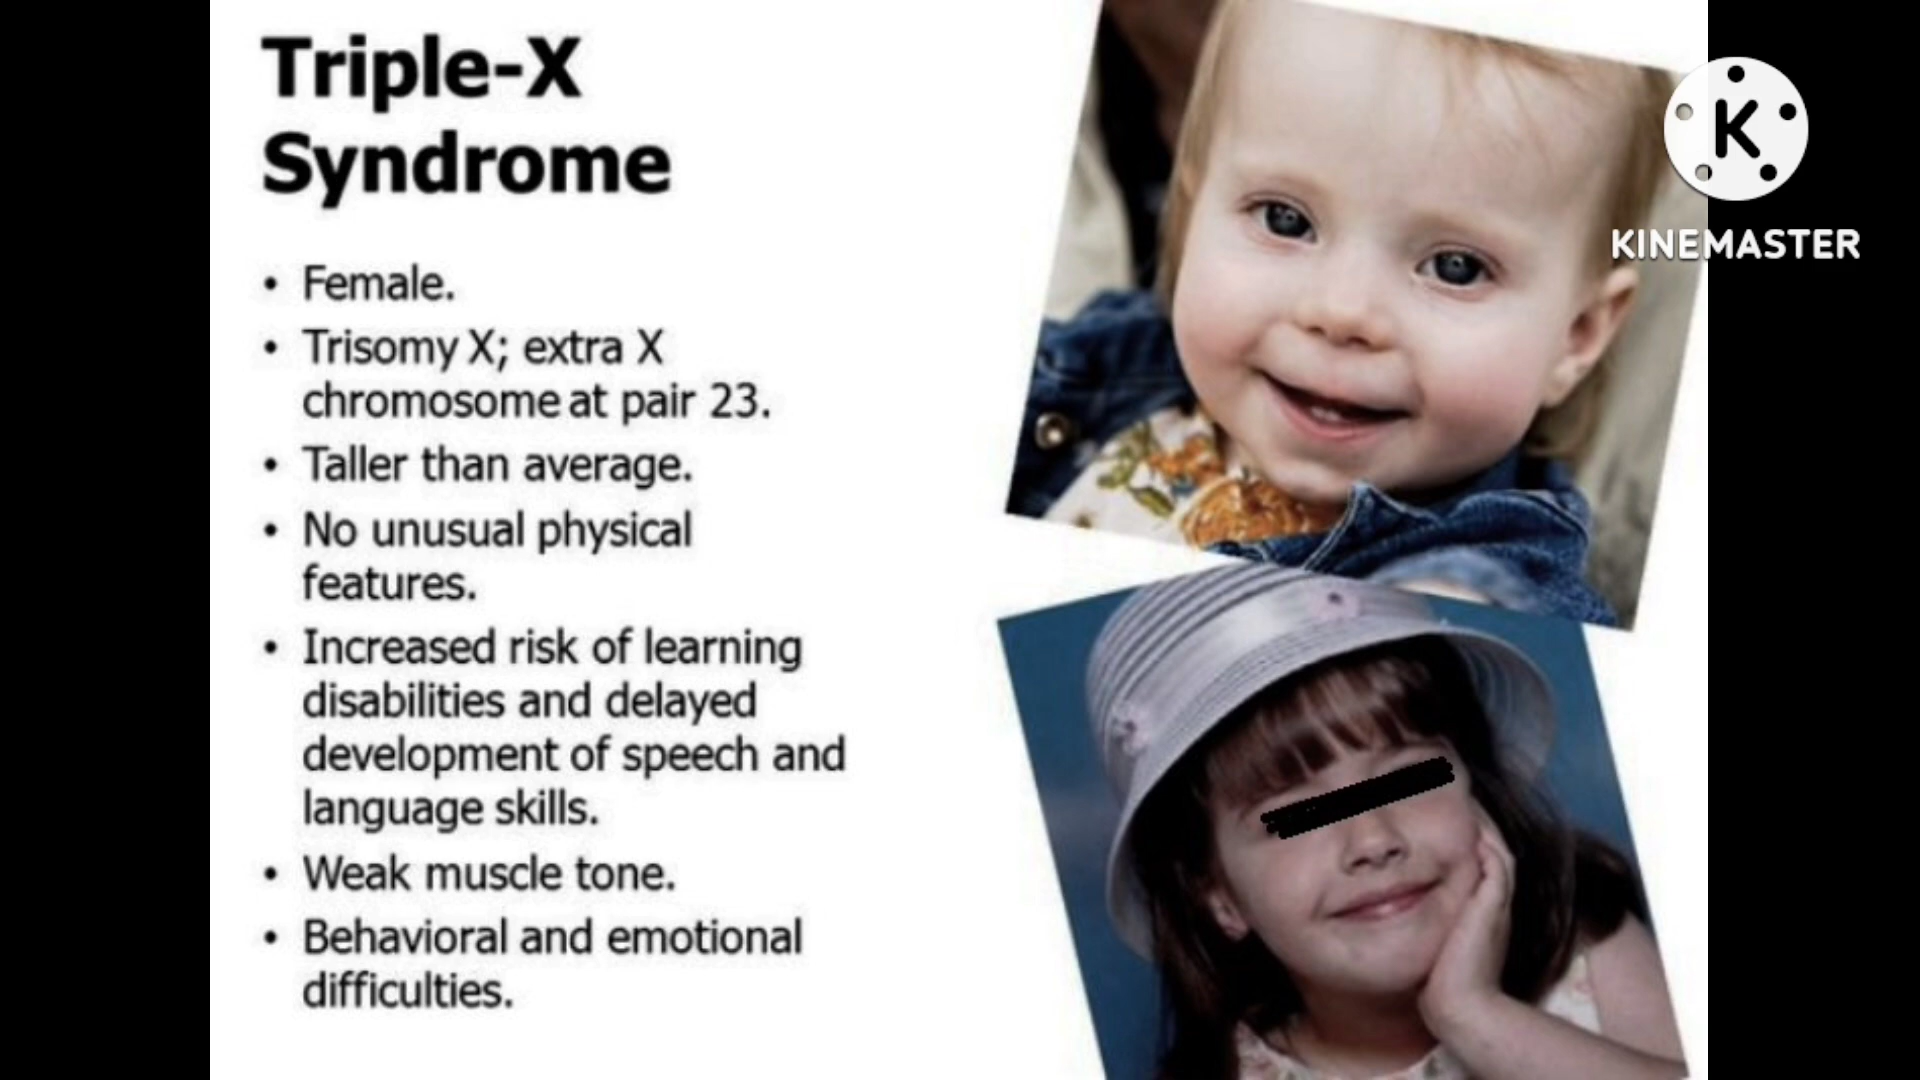 Triple-X
Syndrome
• Female.
• Trisomy X; extra X
chromosome at pair 23.
• Taller than average.
• No unusual physical
features.
• Increased risk of learning
disabilities and delayed
development of speech and
language skills.
• Weak muscle tone.
• Behavioral and emotional
difficulties.
K
KINEMASTER